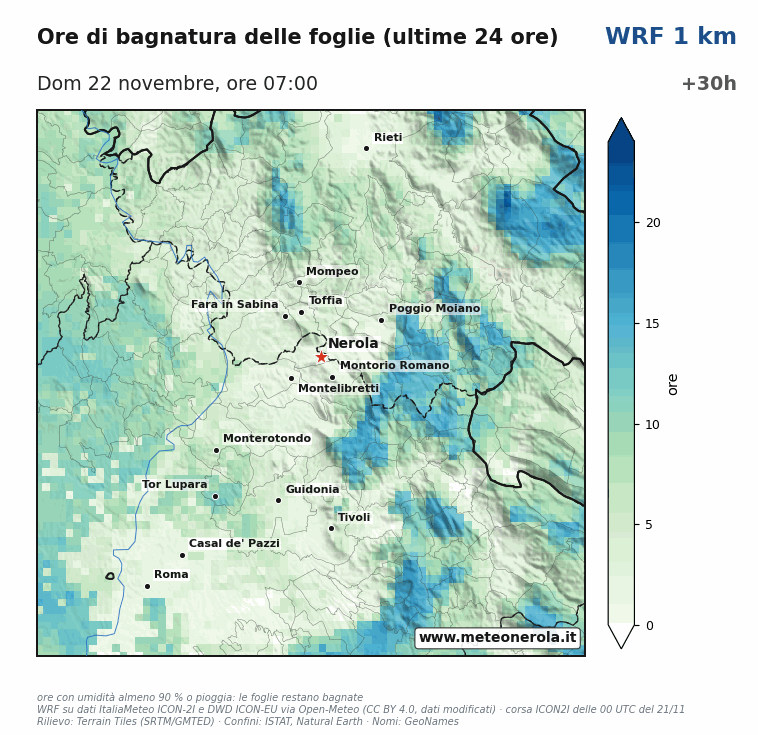 Ore di bagnatura delle foglie (ultime 24 ore)
WRF 1 km
Dom 22 novembre, ore 07:00
+30h
Rieti
Mompeo
Fara in Sabina
Toffia
Poggio Moiano
Nerola
Montorio Romano
Montelibretti
Monterotondo
Tor Lupara
Guidonia
Tivoli
Casal de' Pazzi
Roma
www.meteonerola.it
20
15
10
5
0
ore
ore con umidità almeno 90 % o pioggia: le foglie restano bagnate
WRF su dati ItaliaMeteo ICON-2I e DWD ICON-EU via Open-Meteo (CC BY 4.0, dati modificati) · corsa ICON2I delle 00 UTC del 21/11
Rilievo: Terrain Tiles (SRTM/GMTED) · Confini: ISTAT, Natural Earth · Nomi: GeoNames